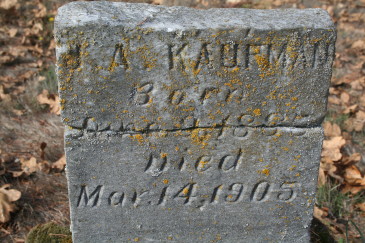 J. A. KAUFMAN
Born
Died
Mar. 14, 1905